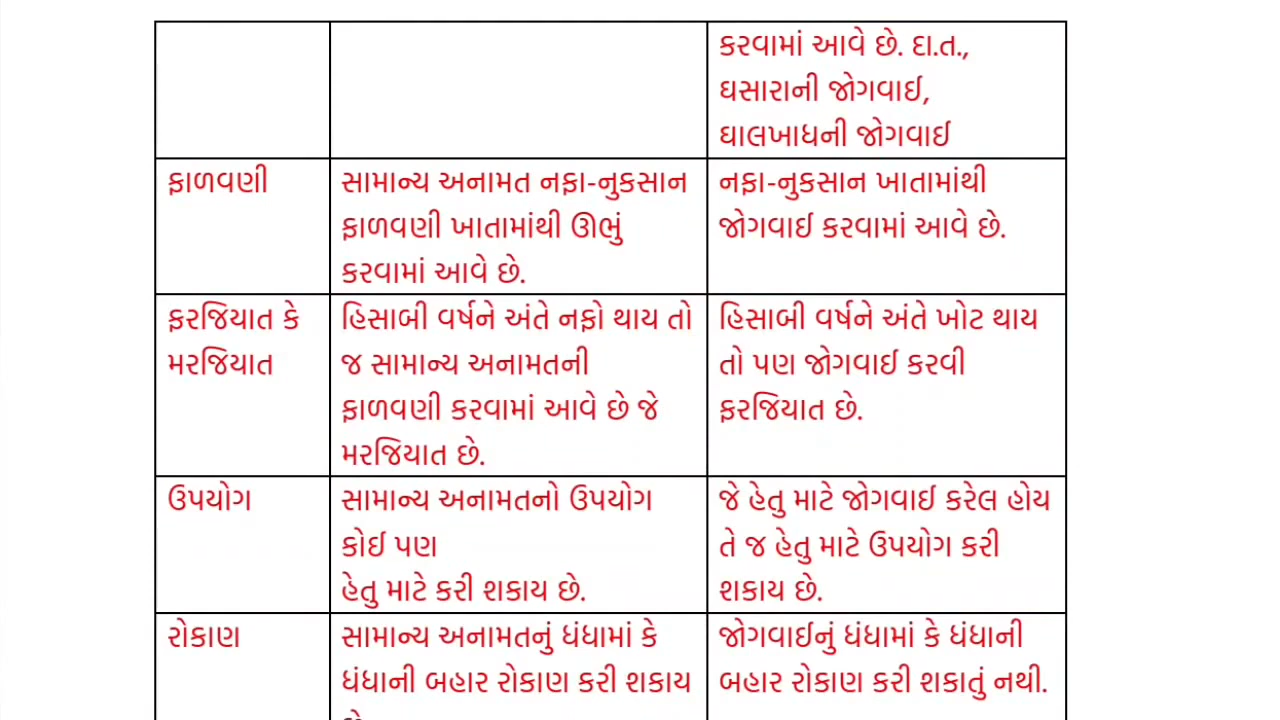 કરવામાં આવે છે. દા.ત.,
ઘસારાની જોગવાઈ,
ઘાલખાધની જોગવાઈ
ફાળવણી
સામાન્ય અનામત નફા-નુકસાન
ફાળવણી ખાતામાંથી ઊભું
કરવામાં આવે છે.
નફા-નુકસાન ખાતામાંથી
જોગવાઈ કરવામાં આવે છે.
ફરજિયાત કે
મરજિયાત
હિસાબી વર્ષને અંતે નફો થાય તો
જ સામાન્ય અનામતની
ફાળવણી કરવામાં આવે છે જે
મરજિયાત છે.
હિસાબી વર્ષને અંતે ખોટ થાય
તો પણ જોગવાઈ કરવી
ફરજિયાત છે.
ઉપયોગ
સામાન્ય અનામતનો ઉપયોગ
કોઈ પણ
હેતુ માટે કરી શકાય છે.
જે હેતુ માટે જોગવાઈ કરેલ હોય
તે જ હેતુ માટે ઉપયોગ કરી
શકાય છે.
રોકાણ
સામાન્ય અનામતનું ધંધામાં કે
ધંધાની બહાર રોકાણ કરી શકાય
જોગવાઈનું ધંધામાં કે ધંધાની
બહાર રોકાણ કરી શકાતું નથી.